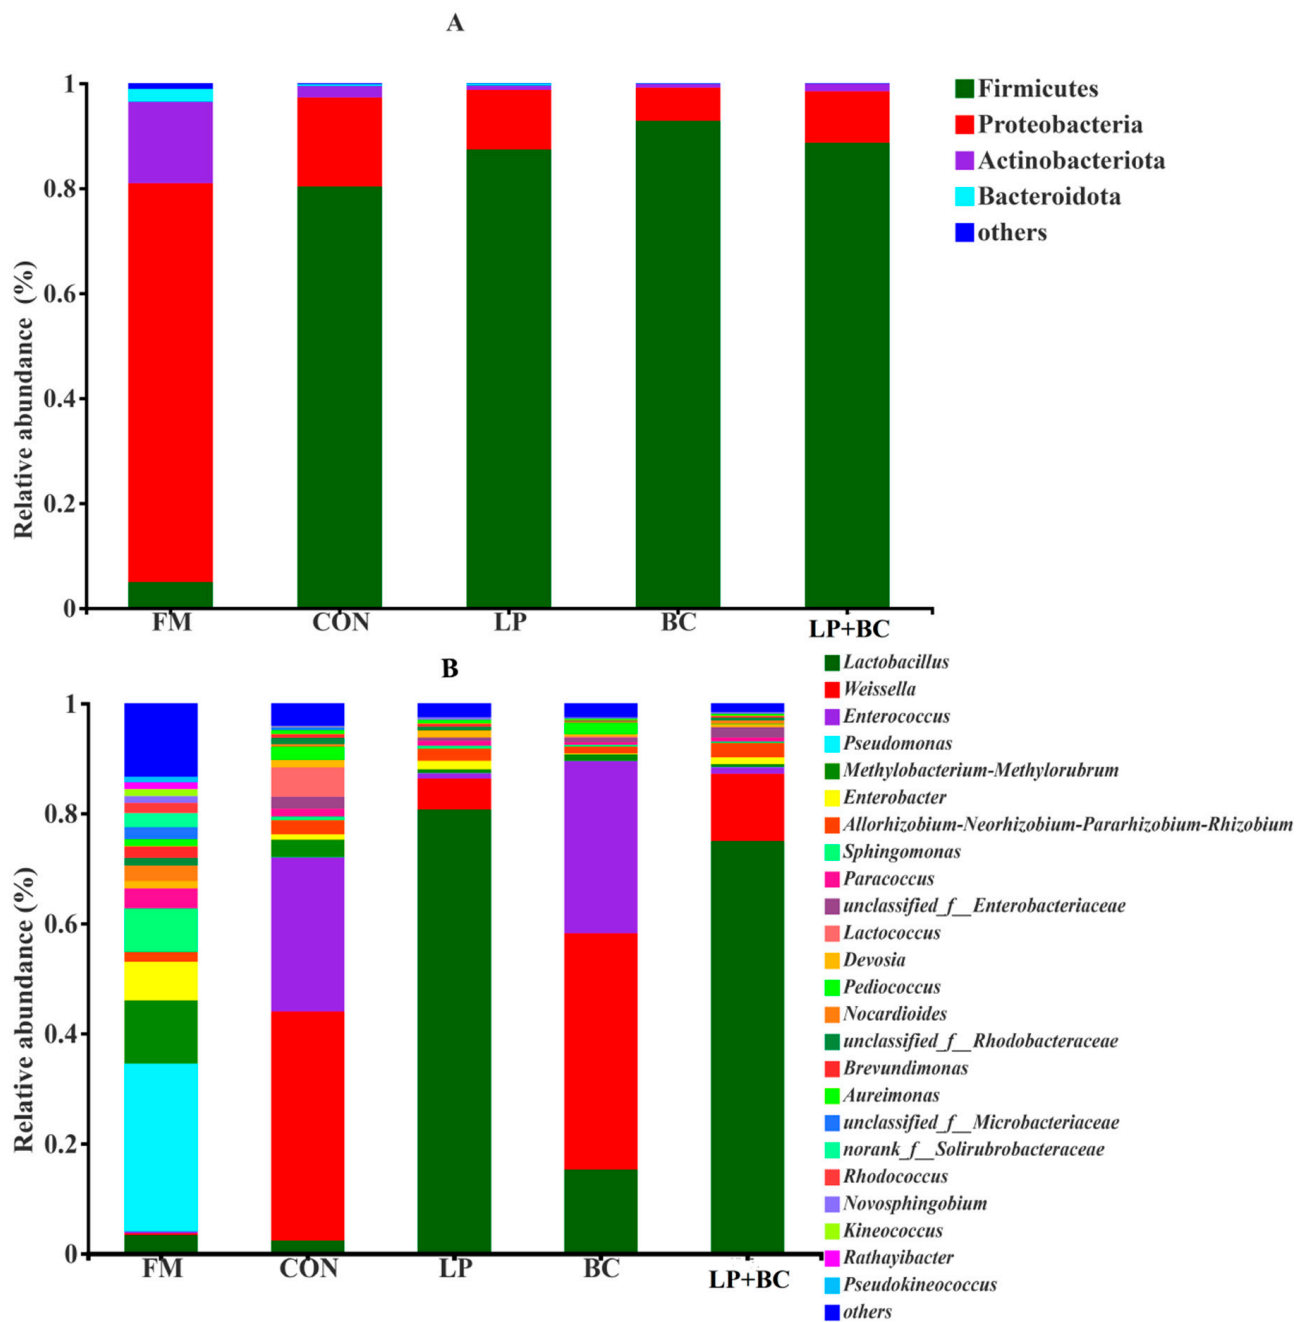 A
Relative abundance (%)
1
0.8
0.6
0.4
0.2
0
FM
CON
LP
BC
LP+BC
Firmicutes
Proteobacteria
Actinobacteriota
Bacteroidota
others
B
Relative abundance (%)
1
0.8
0.6
0.4
0.2
0
FM
CON
LP
BC
LP+BC
Lactobacillus
Weissella
Enterococcus
Pseudomonas
Methylobacterium-Methylorubrum
Enterobacter
Allorhizobium-Neorhizobium-Pararhizobium-Rhizobium
Sphingomonas
Paracoccus
unclassified_f__Enterobacteriaceae
Lactococcus
Devosia
Pediococcus
Nocardioides
unclassified_f__Rhodobacteraceae
Brevundimonas
Aureimonas
unclassified_f__Microbacteriaceae
norank_f__Solirubrobacteraceae
Rhodococcus
Novosphingobium
Kineococcus
Rathayibacter
Pseudokineococcus
others